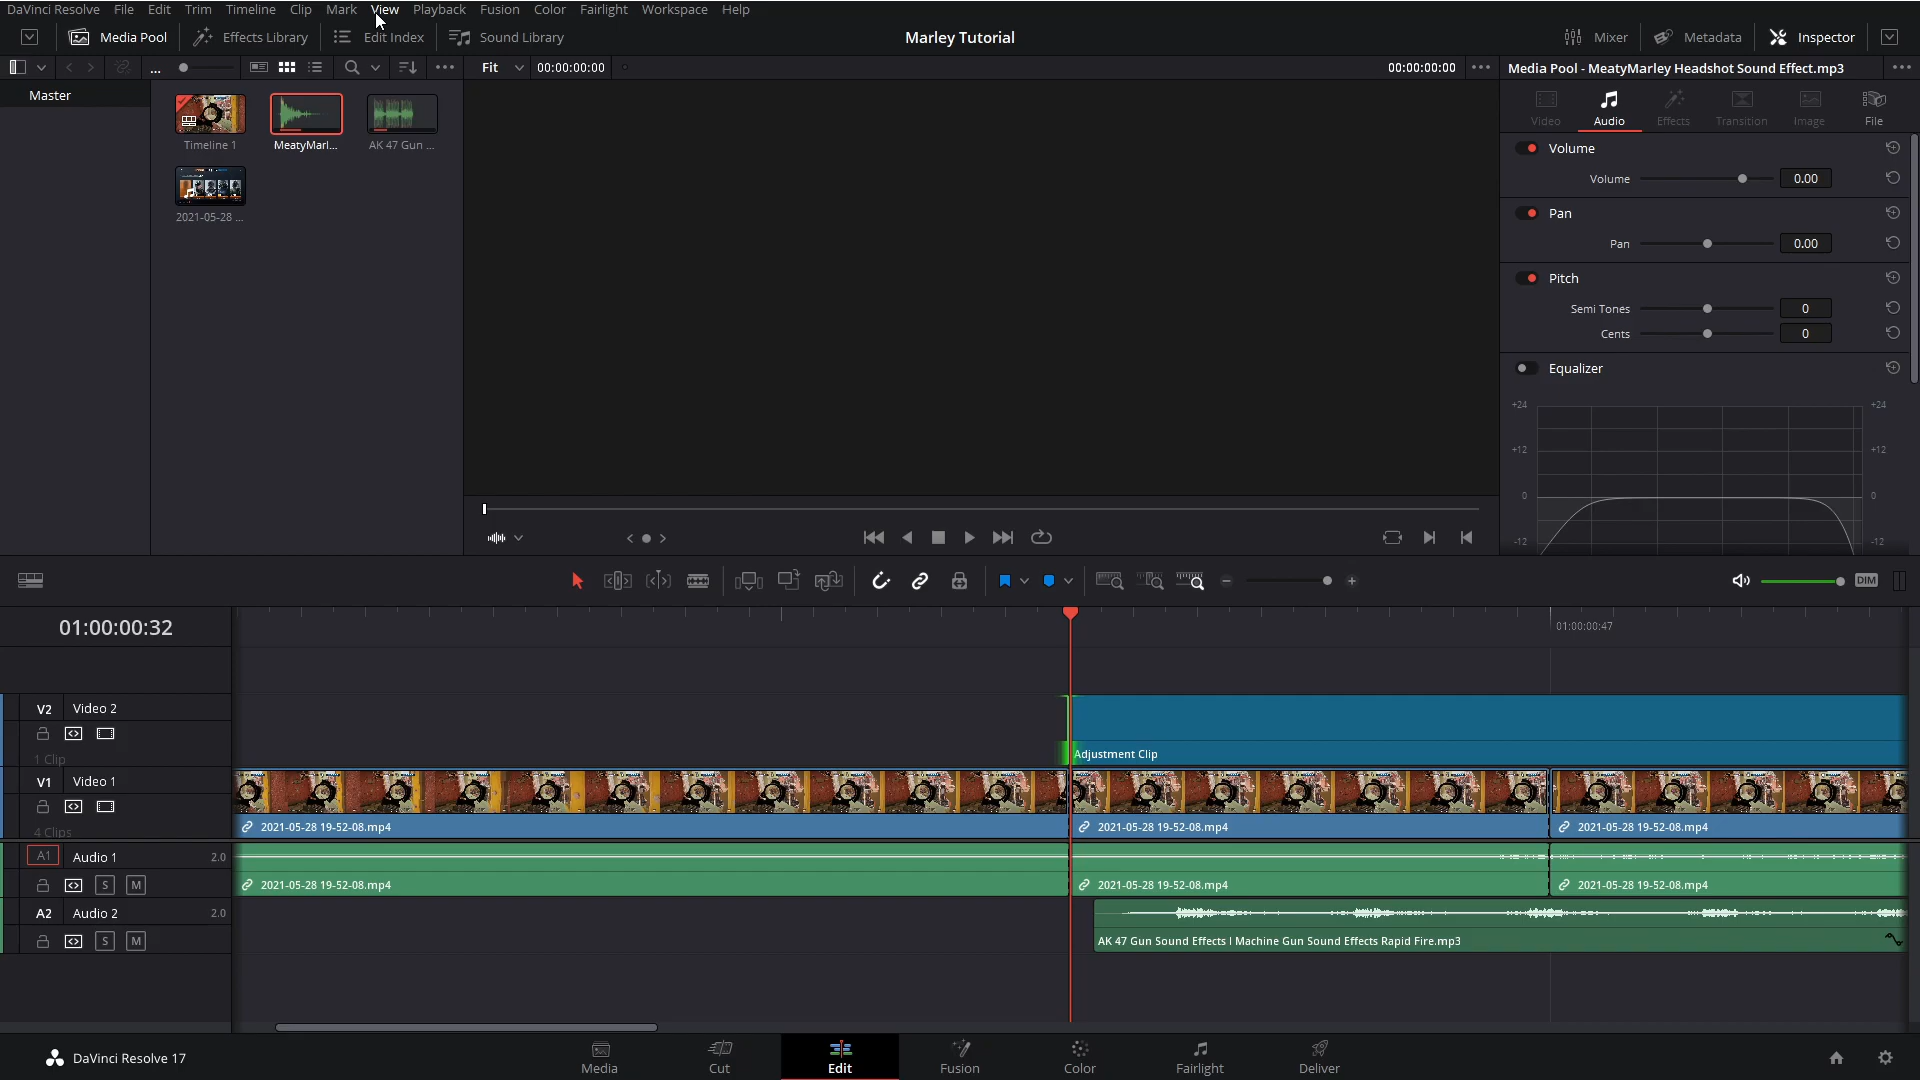 DaVinci Resolve File Edit Trim Timeline Clip Mark View Playback Fusion Color Fairlight Workspace Help
Media Pool Effects Library Edit Index Sound Library Marley Tutorial Mixer Metadata Inspector
... Fit 00:00:00:00 00:00:00:00 Media Pool - MeatyMarley Headshot Sound Effect.mp3
Master
Timeline 1 MeatyMarl... AK 47 Gun ...
2021-05-28 ...
Video Audio Effects Transition Image File
Volume
Volume 0.00
Pan
Pan 0.00
Pitch
Semi Tones 0
Cents 0
Equalizer
+24 +24
+12 +12
0 0
-12 -12
DIM
01:00:00:32 01:00:00:47
V2 Video 2
1 Clip
Adjustment Clip
V1 Video 1
4 Clips
2021-05-28 19-52-08.mp4 2021-05-28 19-52-08.mp4 2021-05-28 19-52-08.mp4
A1 Audio 1 2.0
S M
2021-05-28 19-52-08.mp4 2021-05-28 19-52-08.mp4 2021-05-28 19-52-08.mp4
A2 Audio 2 2.0
S M
AK 47 Gun Sound Effects I Machine Gun Sound Effects Rapid Fire.mp3
DaVinci Resolve 17 Media Cut Edit Fusion Color Fairlight Deliver